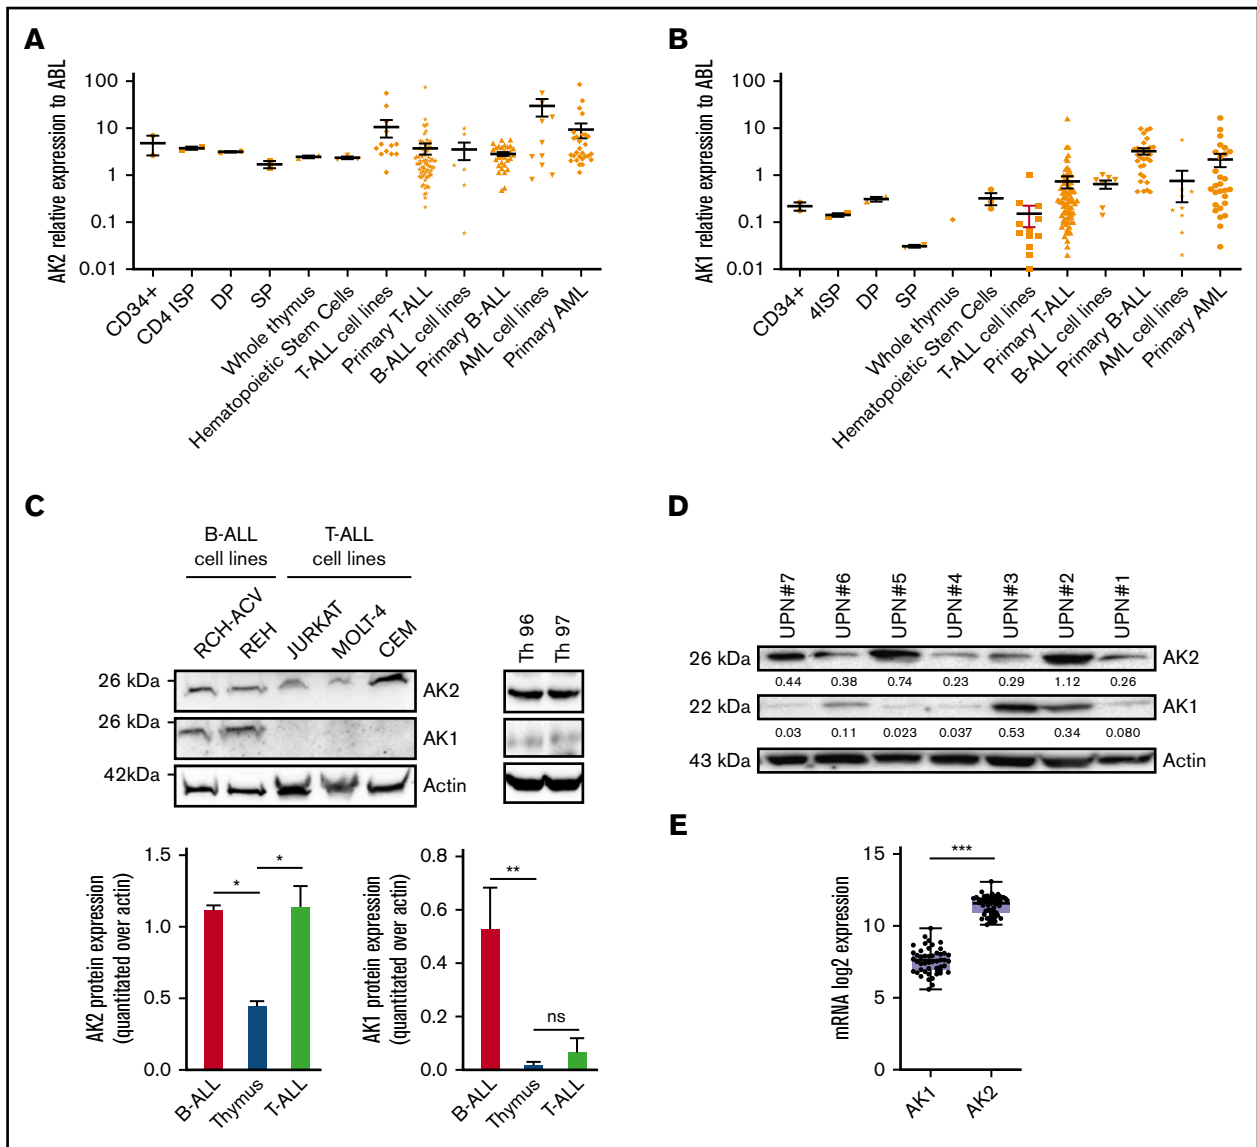 A
AK2 relative expression to ABL
100
10
1
0.1
0.01
CD34+
CD4 ISP
DP
SP
Whole thymus
Hematopoietic Stem Cells
T-ALL cell lines
Primary T-ALL
B-ALL cell lines
Primary B-ALL
AML cell lines
Primary AML
B
AK1 relative expression to ABL
100
10
1
0.1
0.01
CD34+
4ISP
DP
SP
Whole thymus
Hematopoietic Stem Cells
T-ALL cell lines
Primary T-ALL
B-ALL cell lines
Primary B-ALL
AML cell lines
Primary AML
C
B-ALL
cell lines
T-ALL
cell lines
RCH-ACV
REH
JURKAT
MOLT-4
CEM
Th 96
Th 97
26 kDa
AK2
26 kDa
AK1
42kDa
Actin
AK2 protein expression
(quantitated over actin)
1.5
1.0
0.5
0.0
*
*
B-ALL
Thymus
T-ALL
AK1 protein expression
(quantitated over actin)
0.8
0.6
0.4
0.2
0.0
**
ns
B-ALL
Thymus
T-ALL
D
UPN#7
UPN#6
UPN#5
UPN#4
UPN#3
UPN#2
UPN#1
26 kDa
AK2
0.44 0.38 0.74 0.23 0.29 1.12 0.26
22 kDa
AK1
0.03 0.11 0.023 0.037 0.53 0.34 0.080
43 kDa
Actin
E
mRNA log2 expression
15
10
5
0
***
AK1
AK2